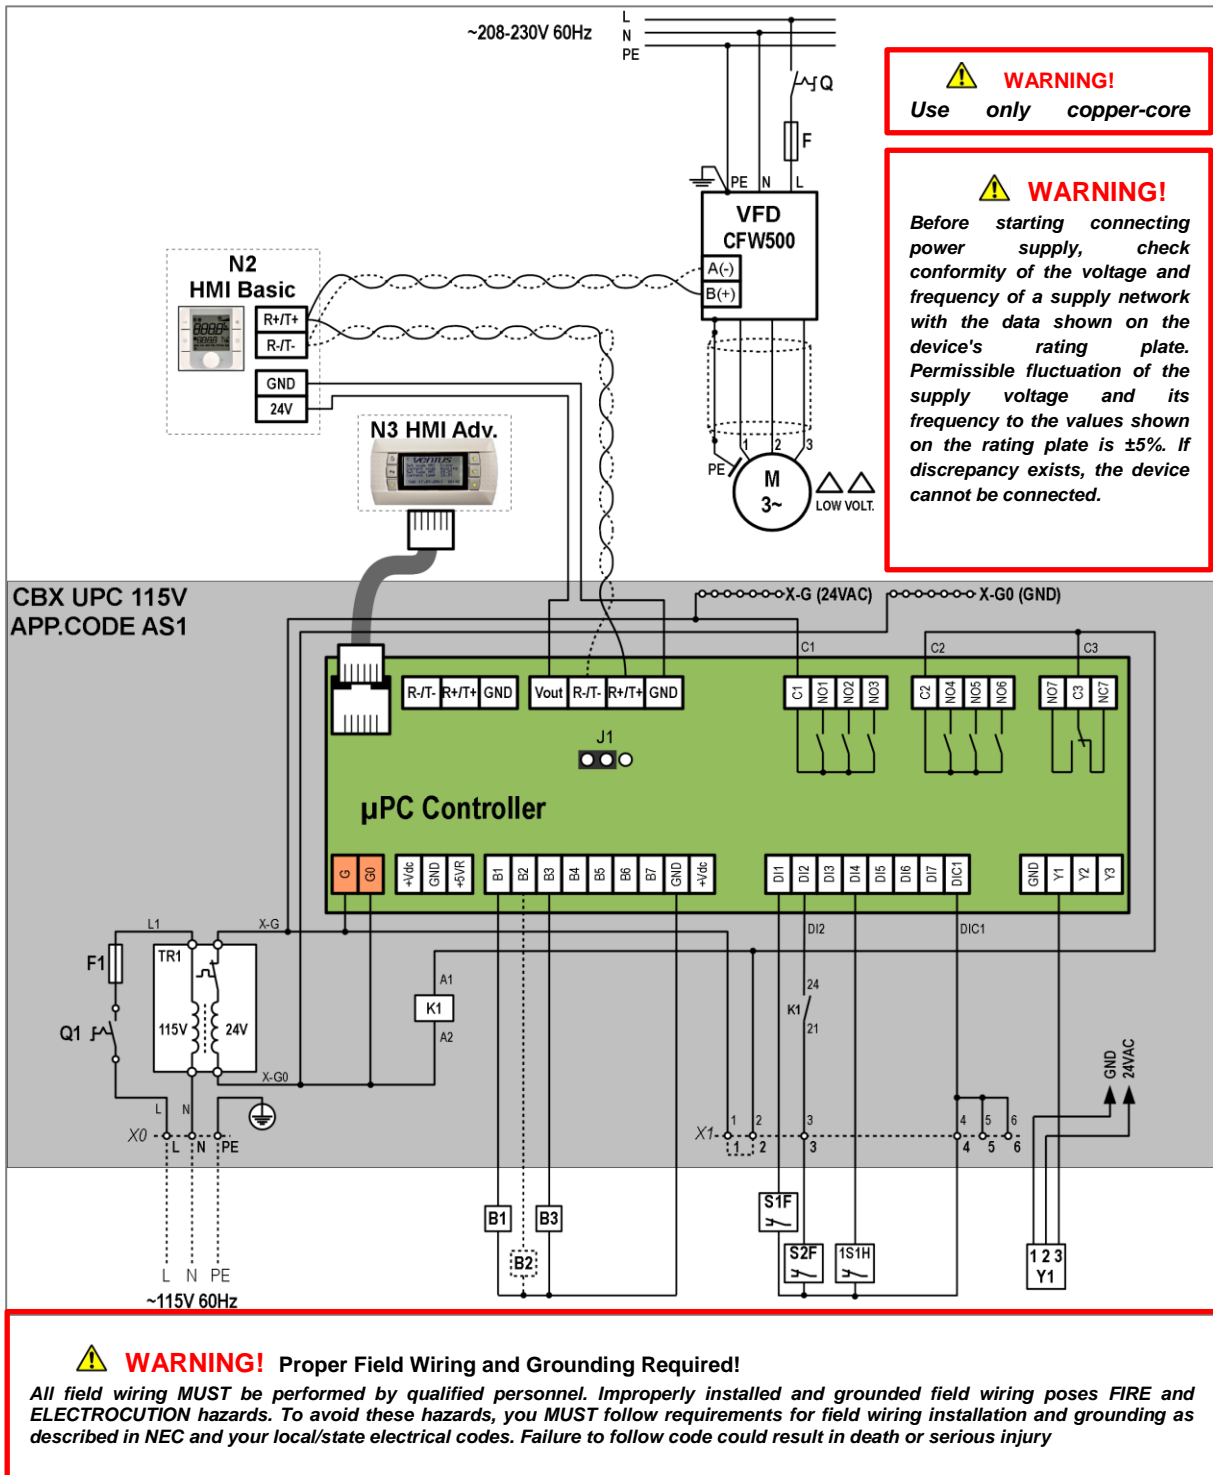 ~208-230V 60Hz
L
N
PE
Q
F
PE N L
VFD
CFW500
A(-)
B(+)
WARNING!
Use only copper-core
WARNING!
Before starting connecting
power supply, check
conformity of the voltage and
frequency of a supply network
with the data shown on the
device's rating plate.
Permissible fluctuation of the
supply voltage and its
frequency to the values shown
on the rating plate is ±5%. If
discrepancy exists, the device
cannot be connected.
N2
HMI Basic
R+/T+
R-/T-
GND
24V
N3 HMI Adv.
VENTUS
1 2 3
PE
M
3~
LOW VOLT.
CBX UPC 115V
APP.CODE AS1
X-G (24VAC)
X-G0 (GND)
C1
C2
C3
R-/T- R+/T+ GND
Vout R-/T- R+/T+ GND
C1 NO1 NO2 NO3
C2 NO4 NO5 NO6
NO7 C3 NC7
J1
µPC Controller
G G0
+Vdc GND +5VR
B1 B2 B3 B4 B5 B6 B7 GND +Vdc
DI1 DI2 DI3 DI4 DI5 DI6 DI7 DIC1
GND Y1 Y2 Y3
L1
X-G
DI2
DIC1
F1
TR1
Q1
115V
24V
A1
K1
A2
24
K1
21
X-G0
GND
24VAC
L N
X0
L N PE
1 2 3 4 5 6
X1
1 2 3 4 5 6
S1F
B1
B3
B2
S2F
1S1H
1 2 3
Y1
L N PE
~115V 60Hz
WARNING! Proper Field Wiring and Grounding Required!
All field wiring MUST be performed by qualified personnel. Improperly installed and grounded field wiring poses FIRE and
ELECTROCUTION hazards. To avoid these hazards, you MUST follow requirements for field wiring installation and grounding as
described in NEC and your local/state electrical codes. Failure to follow code could result in death or serious injury